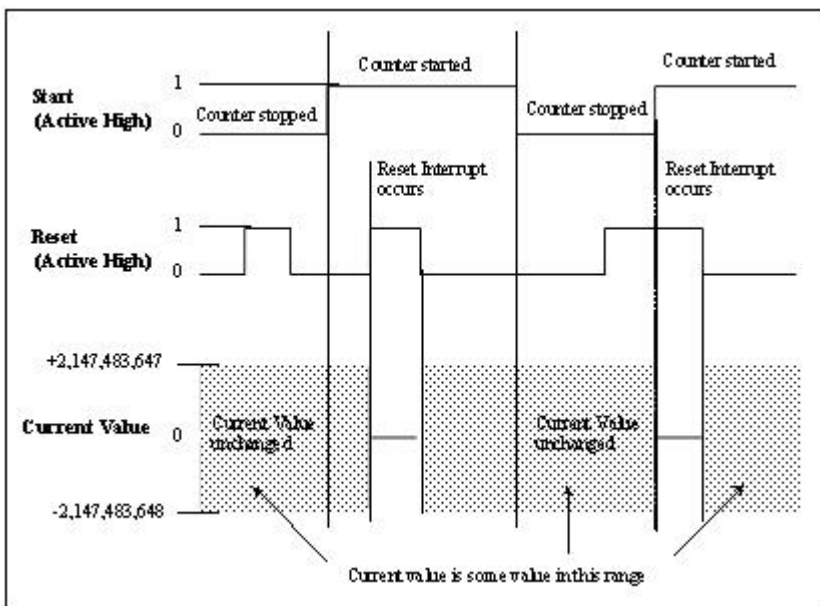 Counter started
Counter started
1
Start
(Active High)
Counter stopped
Counter stopped
0
Reset Interrupt
occurs
Reset Interrupt
occurs
1
Reset
(Active High)
0
+2,147,483,647
Current Value
0
Current Value
unchanged
Current Value
unchanged
-2,147,483,648
Current value is some value in this range